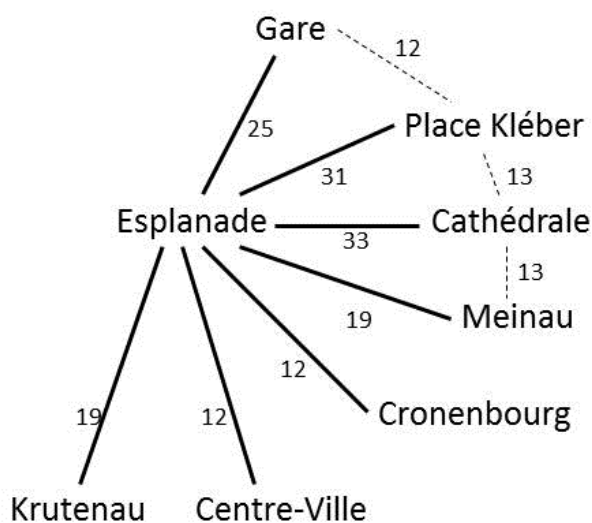 Gare
12
25
Place Kléber
31
13
Esplanade
Cathédrale
33
13
Meinau
19
12
Cronenbourg
19
12
Krutenau
Centre-Ville